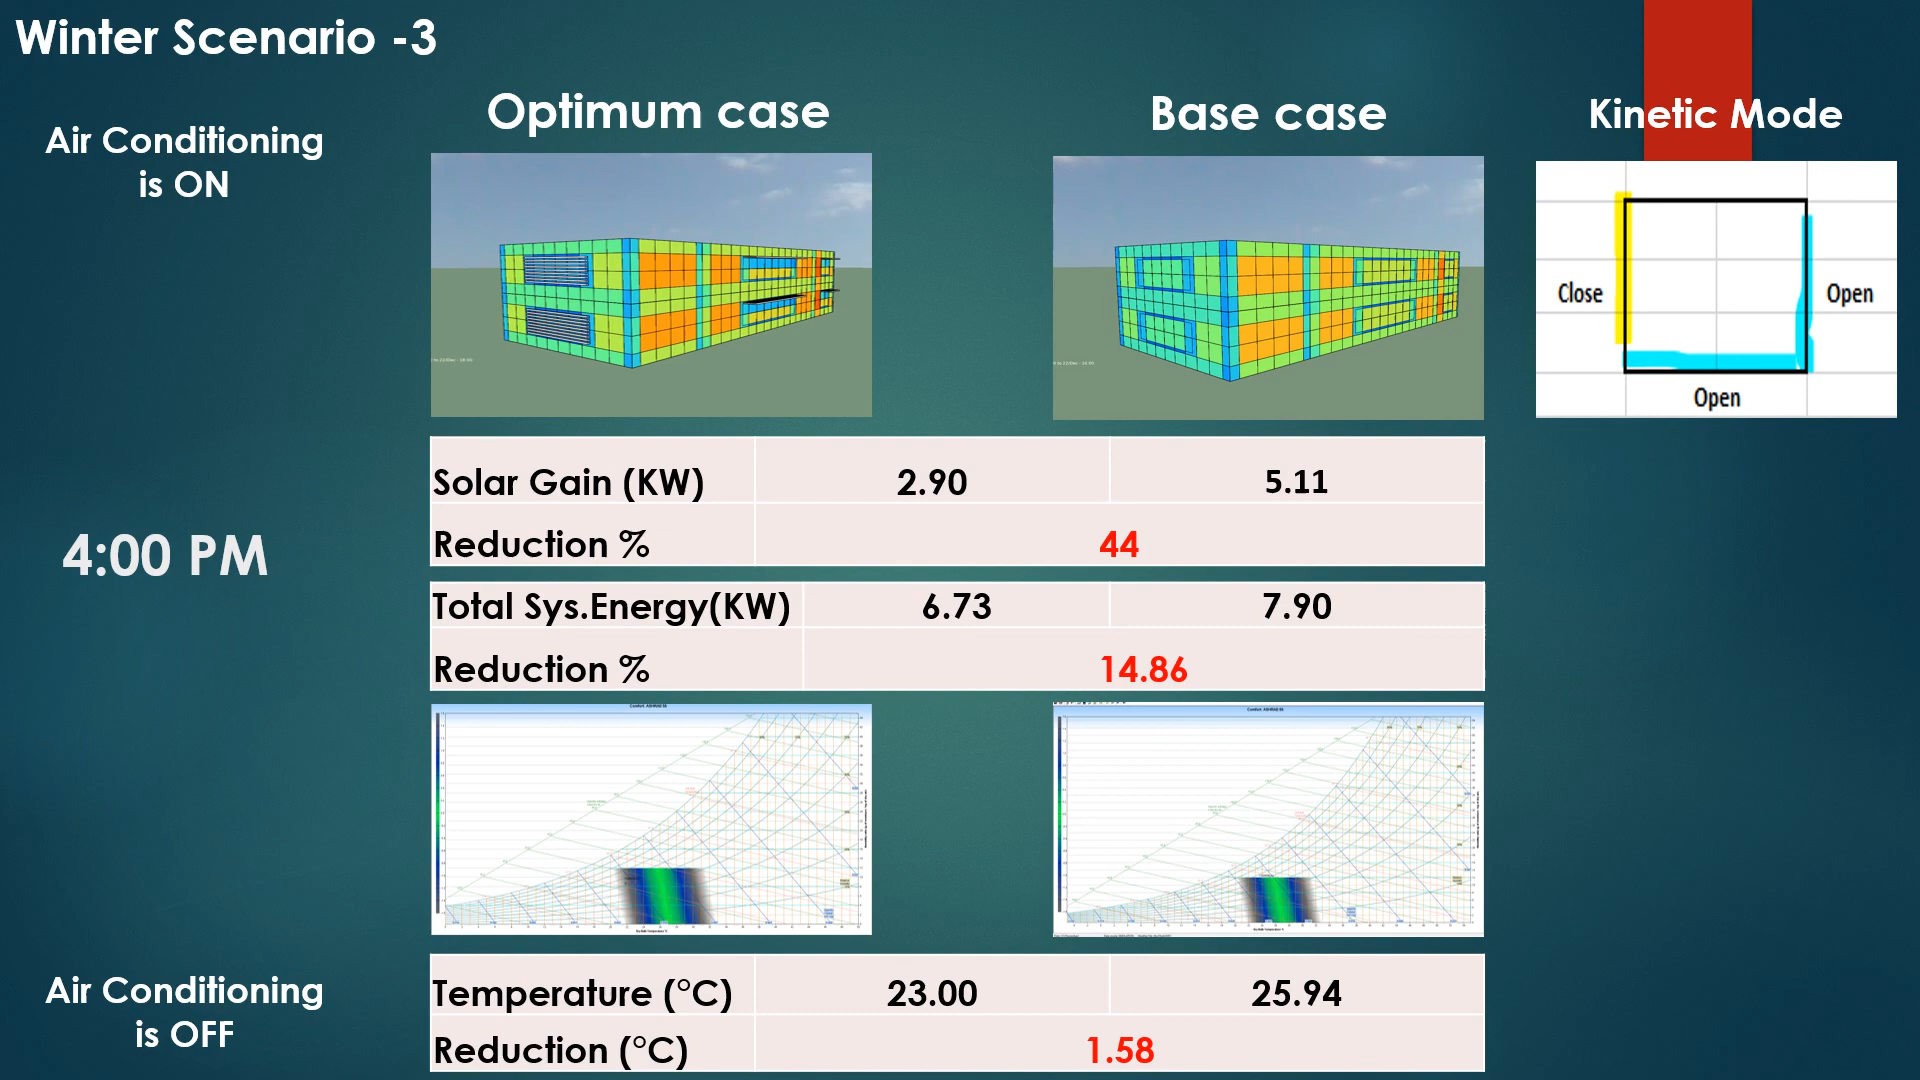 Winter Scenario -3
Optimum case
Base case
Kinetic Mode
Air Conditioning
is ON
Close
Open
Open
Solar Gain (KW) 2.90 5.11
Reduction % 44
4:00 PM
Total Sys.Energy(KW) 6.73 7.90
Reduction % 14.86
Air Conditioning
is OFF
Temperature (°C) 23.00 25.94
Reduction (°C) 1.58